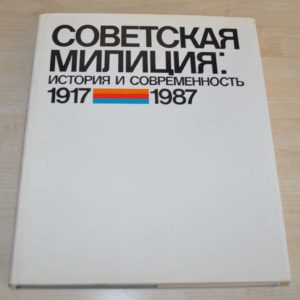 СОВЕТСКАЯ
МИЛИЦИЯ:
ИСТОРИЯ И СОВРЕМЕННОСТЬ
1917 1987